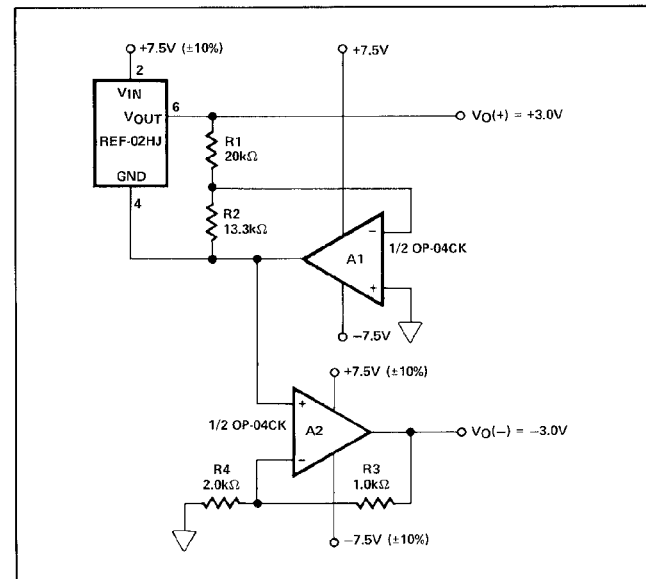 +7.5V (±10%)
+7.5V
2
VIN
VOUT
6
VO(+) = +3.0V
REF-02HJ
R1
20kΩ
GND
4
R2
13.3kΩ
−
A1
1/2 OP-04CK
+
−7.5V
+7.5V (±10%)
+
1/2 OP-04CK
A2
VO(−) = −3.0V
−
R4
2.0kΩ
R3
1.0kΩ
−7.5V (±10%)